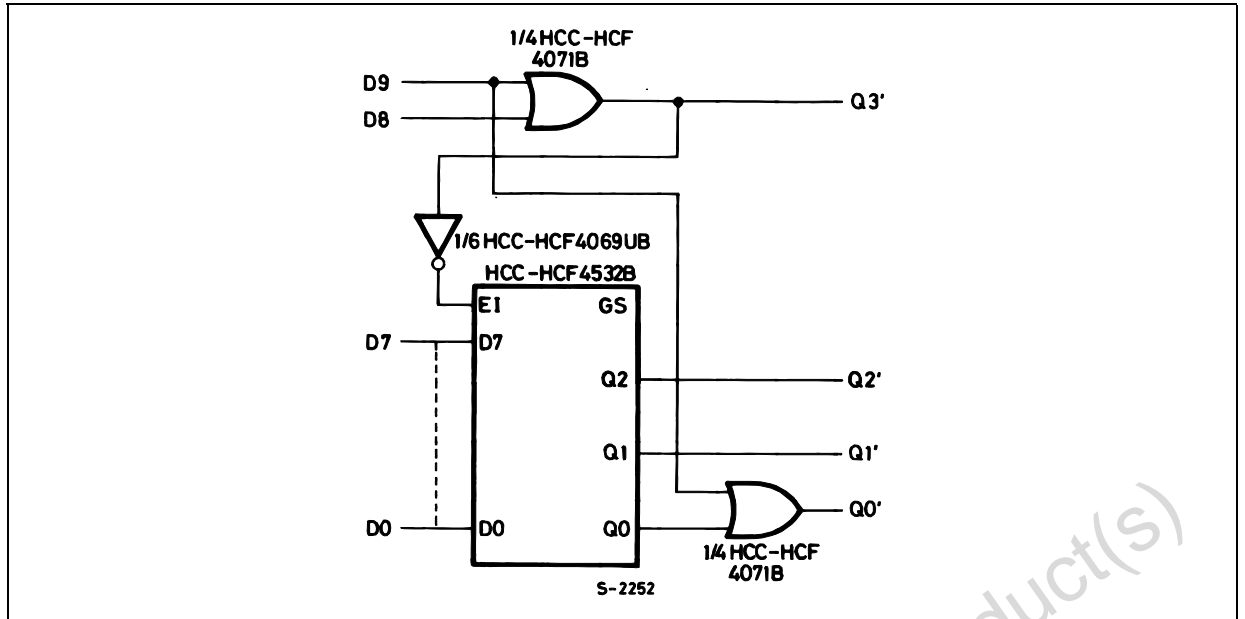 1/4 HCC-HCF
4071B
D9
D8
Q3'
1/6 HCC-HCF4069UB
HCC-HCF4532B
EI
GS
D7
D7
Q2
Q2'
Q1
Q1'
D0
D0
Q0
Q0'
1/4 HCC-HCF
4071B
S-2252
duct(s)